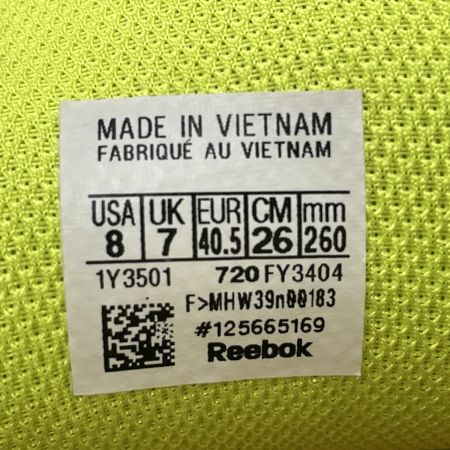 MADE IN VIETNAM
FABRIQUÉ AU VIETNAM
USA UK EUR CM mm
8 7 40.5 26 260
1Y3501 720 FY3404
F>MHW39n00183
#125665169
Reebok